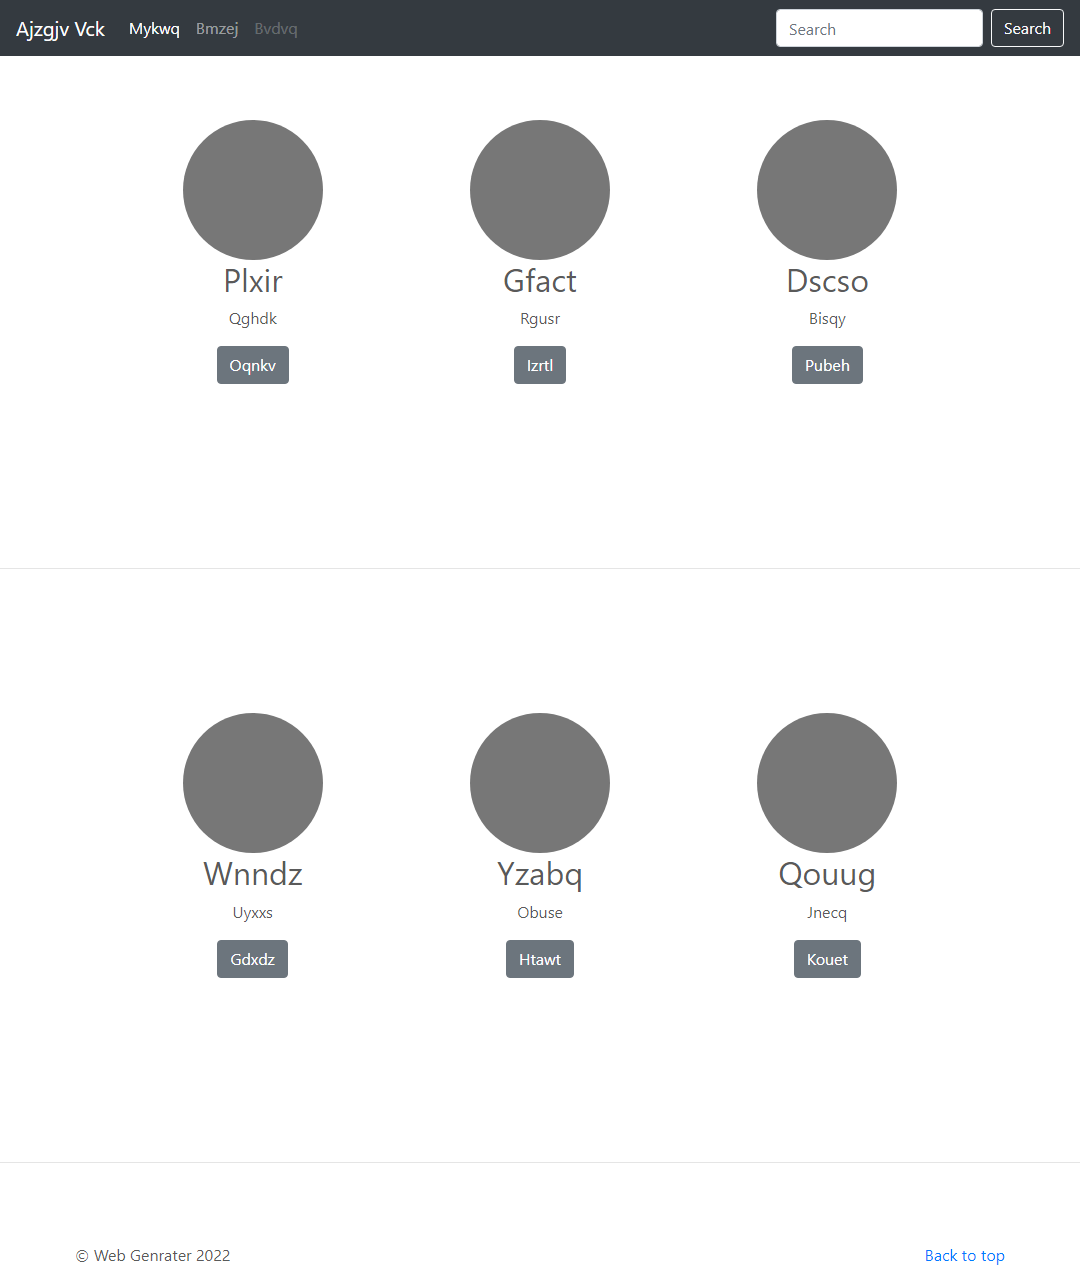 Ajzgjv Vck Mykwq Bmzej Bvdvq Search Search
Plxir Gfact Dscso
Qghdk Rgusr Bisqy
Oqnkv Izrtl Pubeh
Wnndz Yzabq Qouug
Uyxxs Obuse Jnecq
Gdxdz Htawt Kouet
© Web Genrater 2022 Back to top